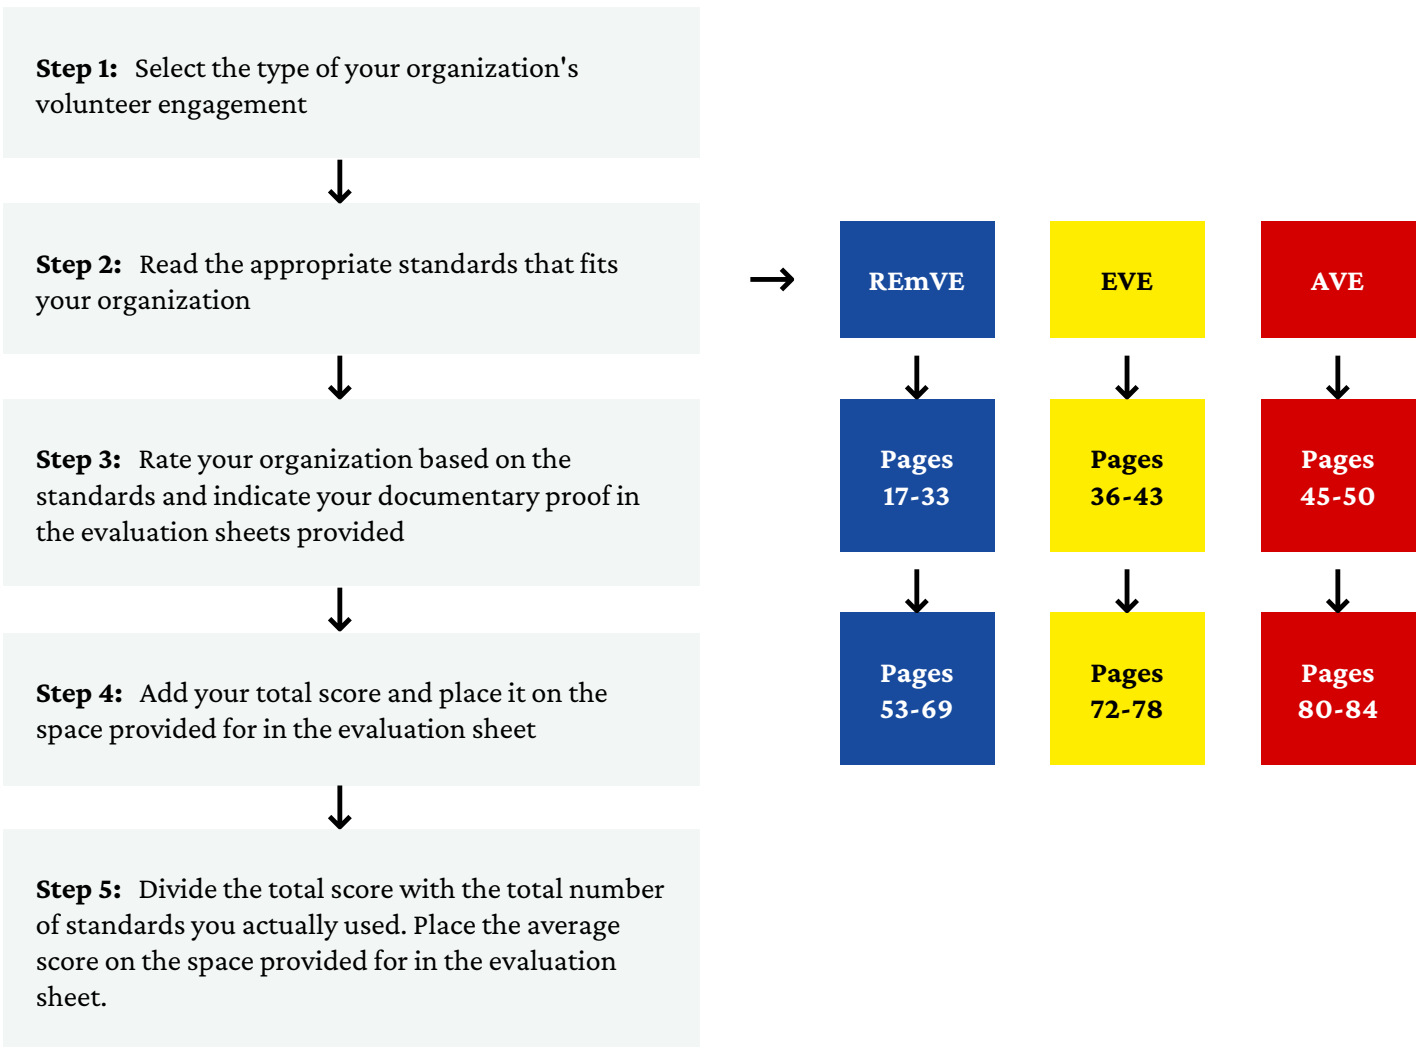 Step 1: Select the type of your organization's
volunteer engagement
Step 2: Read the appropriate standards that fits
your organization
REmVE
EVE
AVE
Step 3: Rate your organization based on the
standards and indicate your documentary proof in
the evaluation sheets provided
Pages
17-33
Pages
36-43
Pages
45-50
Step 4: Add your total score and place it on the
space provided for in the evaluation sheet
Pages
53-69
Pages
72-78
Pages
80-84
Step 5: Divide the total score with the total number
of standards you actually used. Place the average
score on the space provided for in the evaluation
sheet.